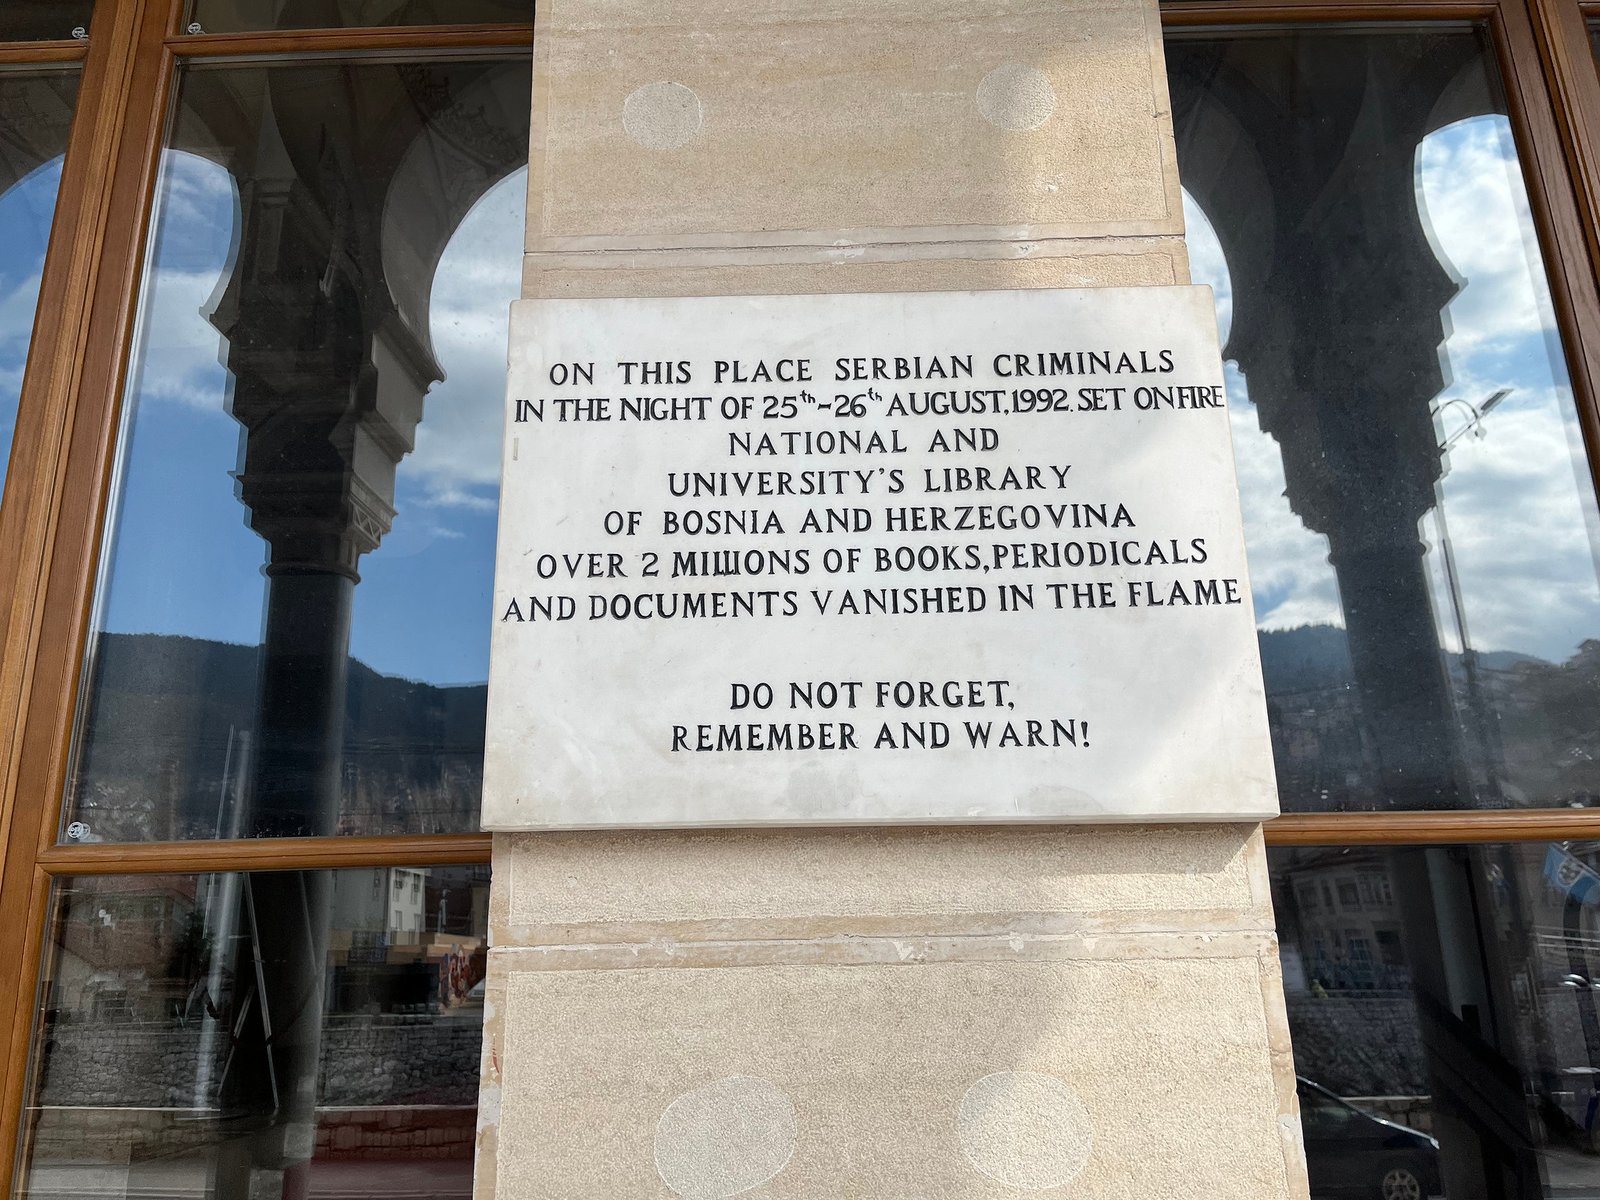 ON THIS PLACE SERBIAN CRIMINALS
IN THE NIGHT OF 25th-26th AUGUST, 1992. SET ON FIRE
NATIONAL AND
UNIVERSITY'S LIBRARY
OF BOSNIA AND HERZEGOVINA
OVER 2 MILLIONS OF BOOKS, PERIODICALS
AND DOCUMENTS VANISHED IN THE FLAME
DO NOT FORGET,
REMEMBER AND WARN!